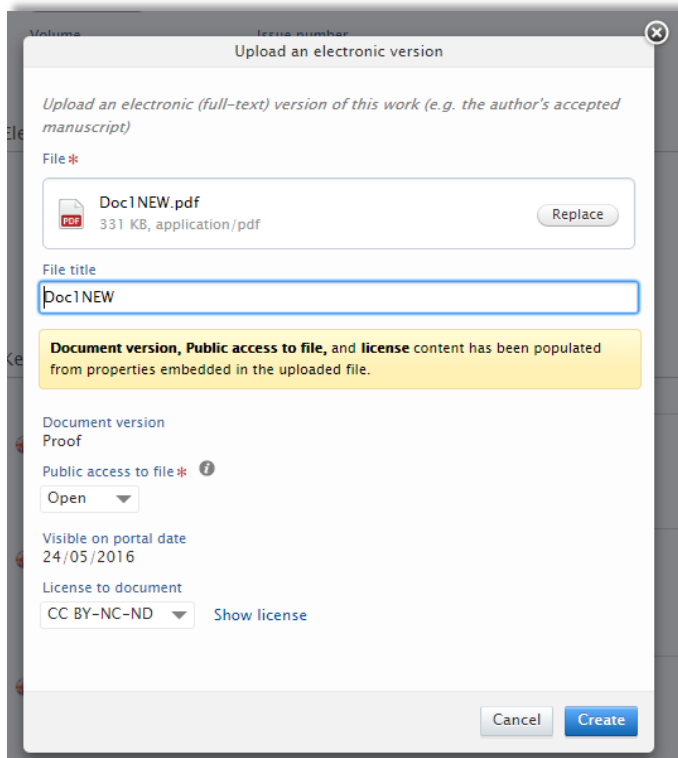 Volume
Issue number
Upload an electronic version
Upload an electronic (full-text) version of this work (e.g. the author's accepted
manuscript)
Ele
File*
PDF
Doc1NEW.pdf
331 KB, application/pdf
Replace
File title
Doc1NEW
Document version, Public access to file, and license content has been populated
from properties embedded in the uploaded file.
Ke
Document version
Proof
Public access to file* i
Open
Visible on portal date
24/05/2016
License to document
CC BY-NC-ND
Show license
Cancel
Create